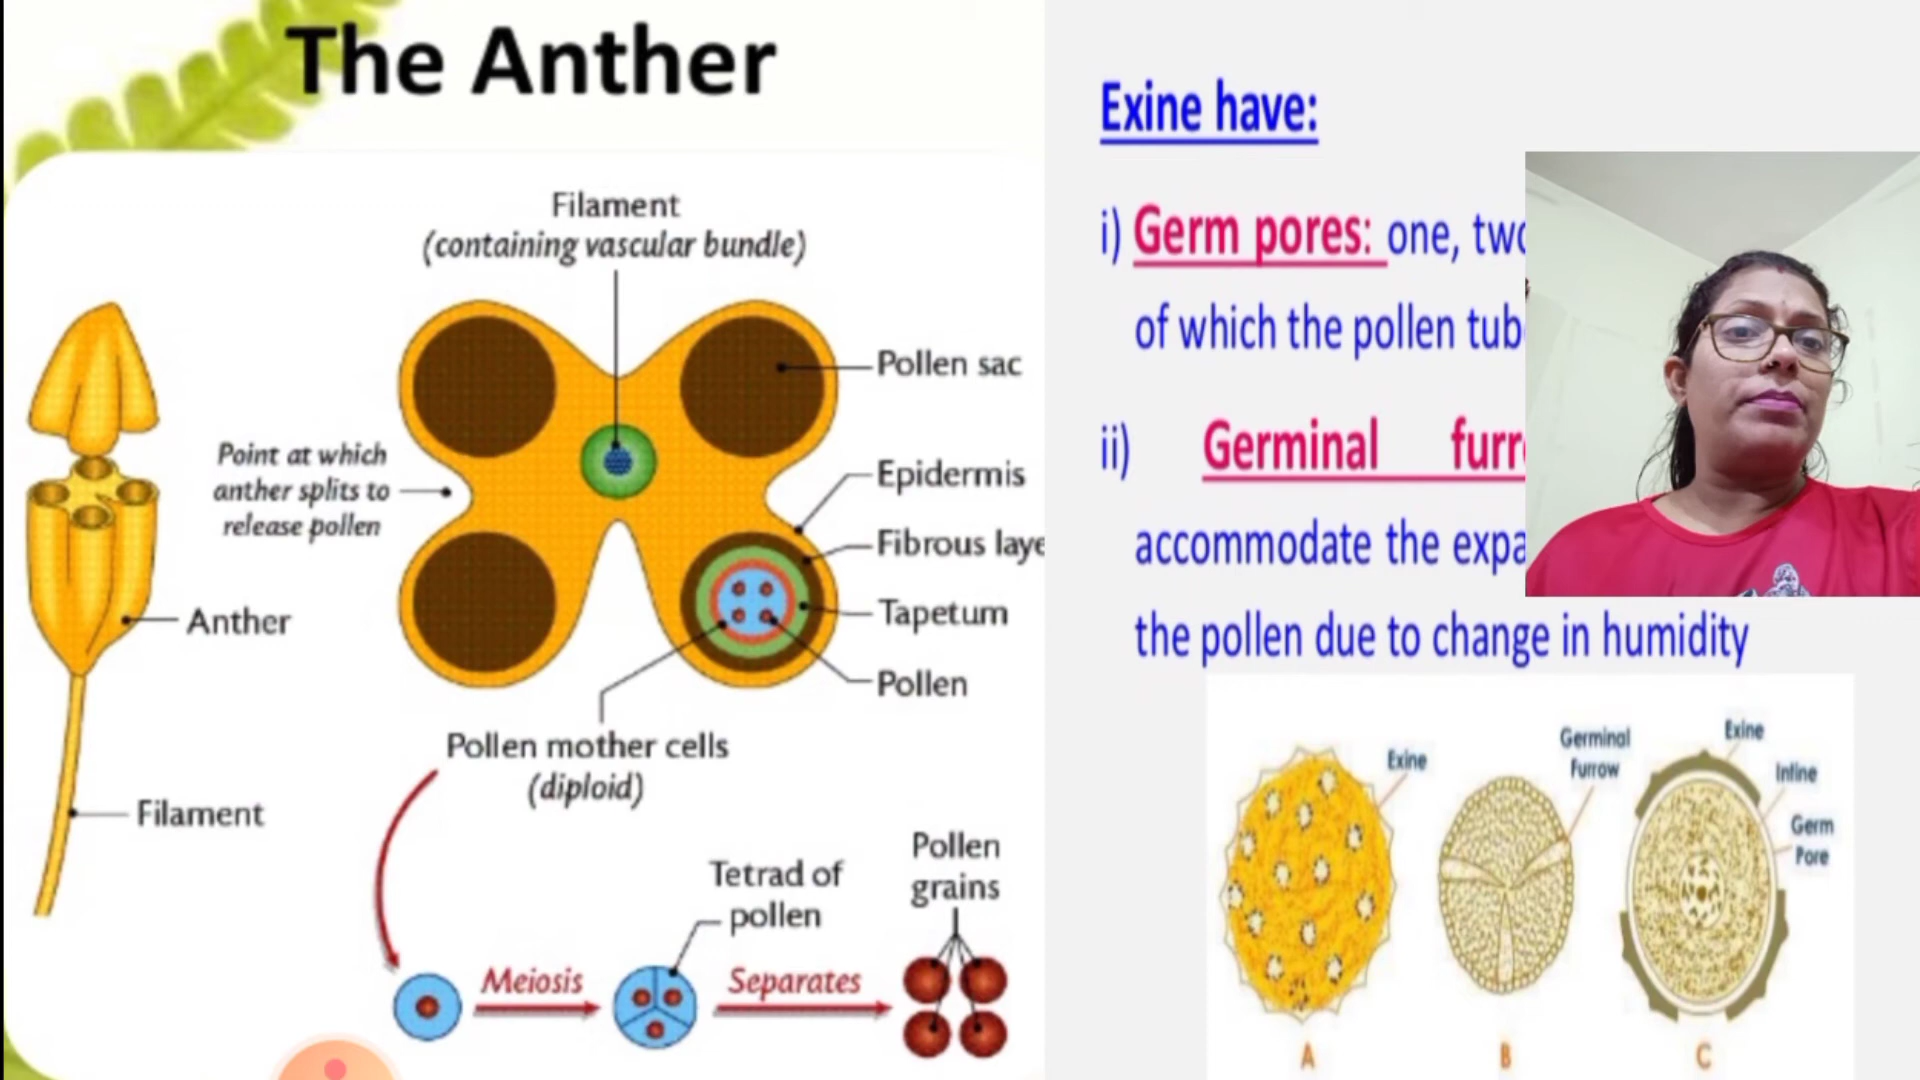 The Anther
Filament
(containing vascular bundle)
Pollen sac
Point at which
anther splits to
release pollen
Epidermis
Fibrous laye
Tapetum
Pollen
Anther
Pollen mother cells
(diploid)
Filament
Tetrad of
pollen
Pollen
grains
Meiosis
Separates
Exine have:
i) Germ pores: one, two
of which the pollen tub
ii) Germinal furr
accommodate the expa
the pollen due to change in humidity
Exine
Germinal
Furrow
Exine
Intine
Germ
Pore
A
B
C